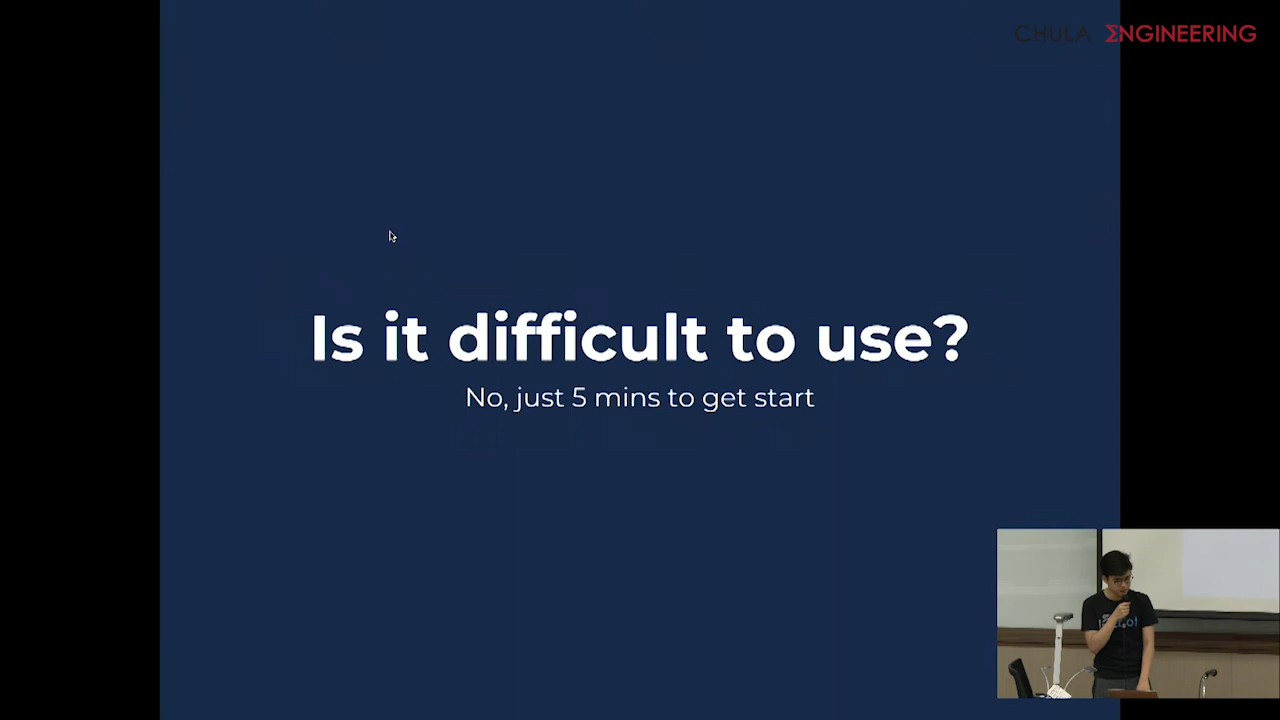 CHULA ΣNGINEERING
Is it difficult to use?
No, just 5 mins to get start